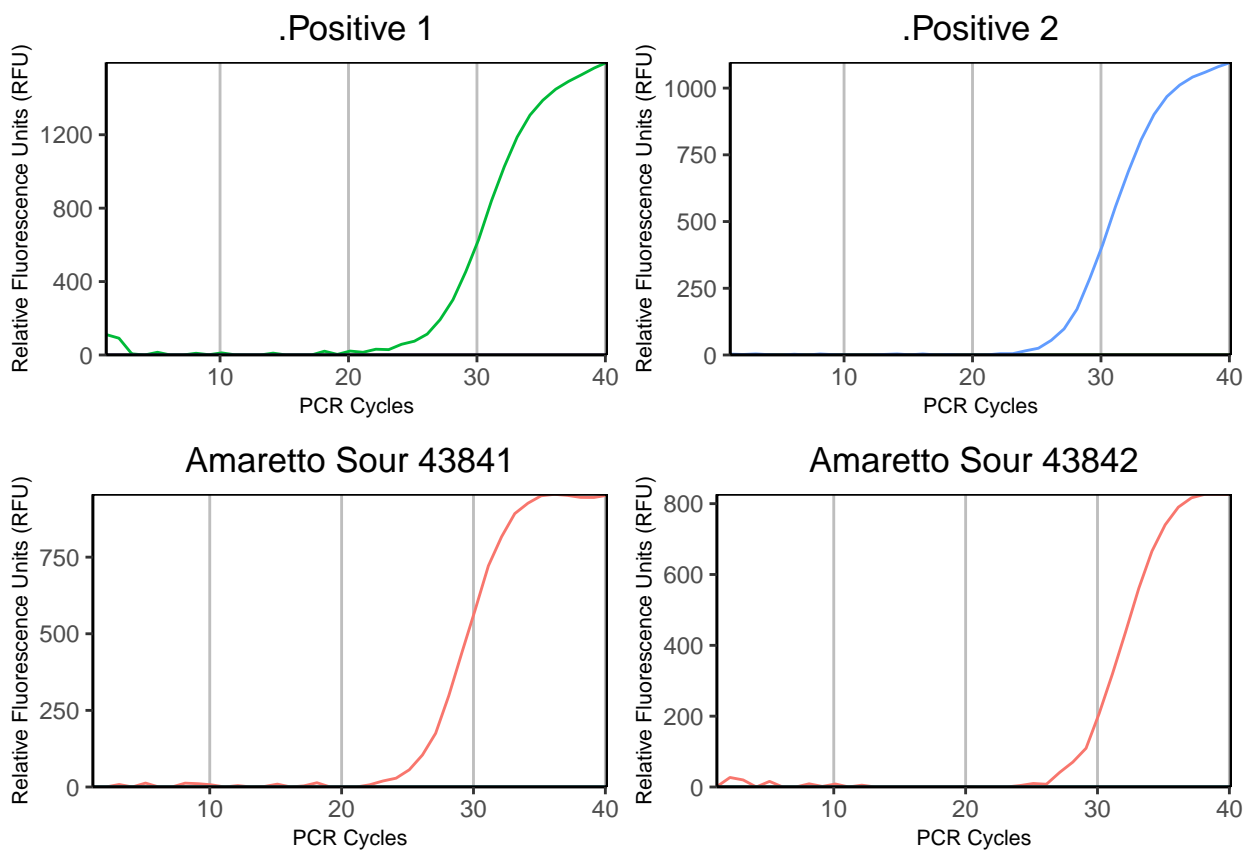 .Positive 1
Relative Fluorescence Units (RFU)
1200
800
400
0
10 20 30 40
PCR Cycles
.Positive 2
Relative Fluorescence Units (RFU)
1000
750
500
250
0
10 20 30 40
PCR Cycles
Amaretto Sour 43841
Relative Fluorescence Units (RFU)
750
500
250
0
10 20 30 40
PCR Cycles
Amaretto Sour 43842
Relative Fluorescence Units (RFU)
800
600
400
200
0
10 20 30 40
PCR Cycles